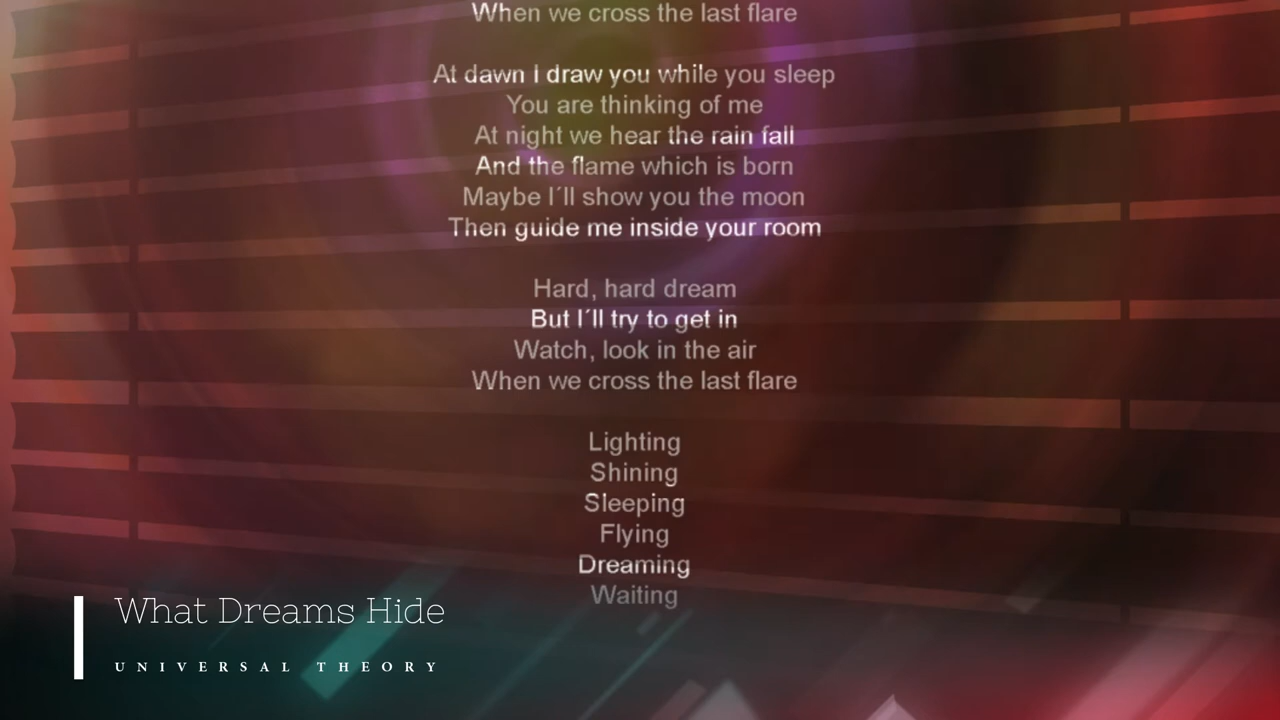 When we cross the last flare
At dawn I draw you while you sleep
You are thinking of me
At night we hear the rain fall
And the flame which is born
Maybe I´ll show you the moon
Then guide me inside your room
Hard, hard dream
But I´ll try to get in
Watch, look in the air
When we cross the last flare
Lighting
Shining
Sleeping
Flying
Dreaming
Waiting
What Dreams Hide
UNIVERSAL THEORY